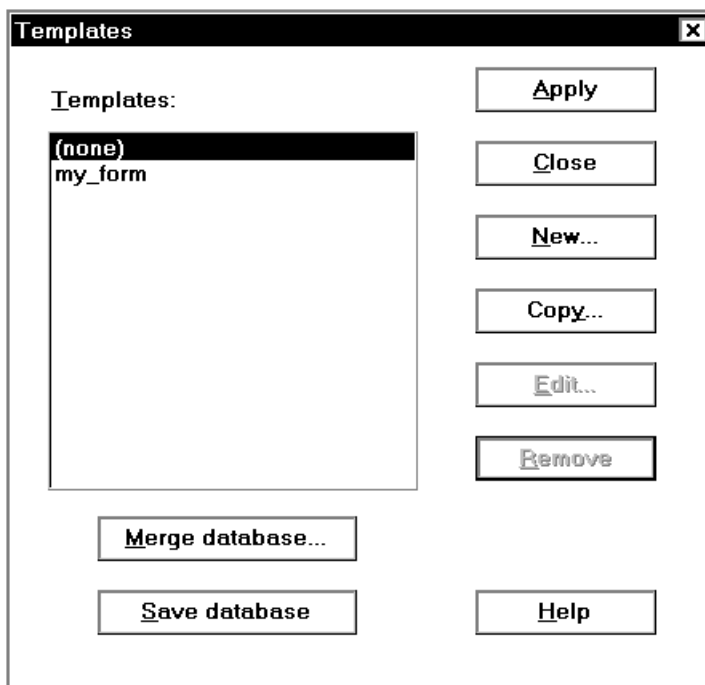 Templates
Templates:
(none)
my_form
Apply
Close
New...
Copy...
Edit...
Remove
Merge database...
Save database
Help